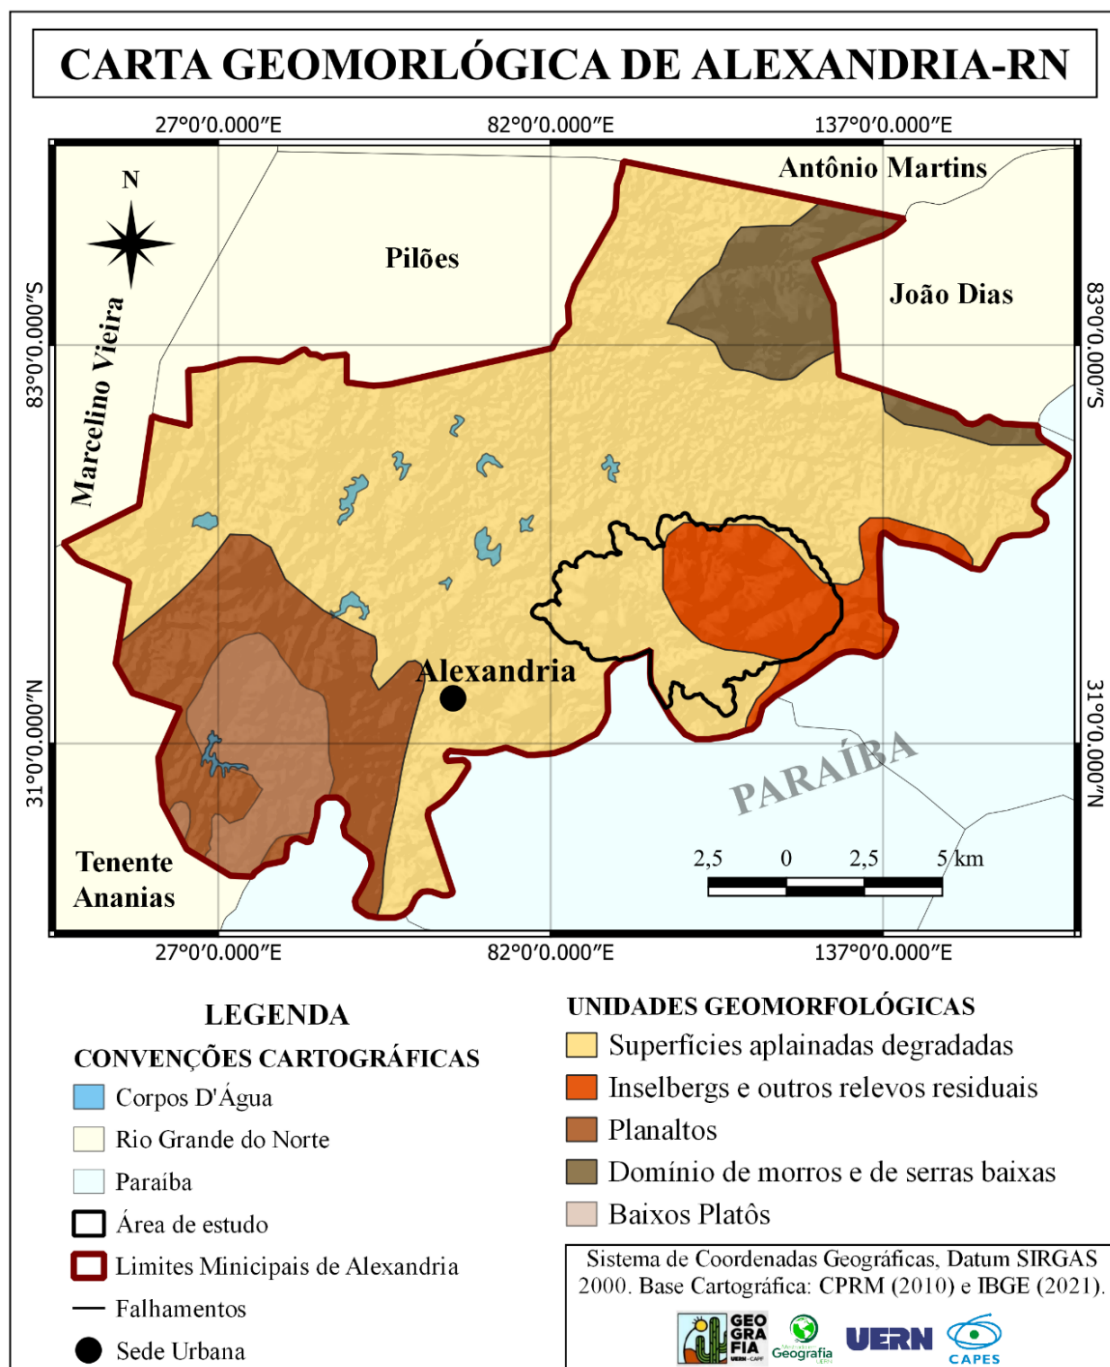 CARTA GEOMORLÓGICA DE ALEXANDRIA-RN
27°0'0.000"E 82°0'0.000"E 137°0'0.000"E
N
Antônio Martins
Pilões
João Dias
Marcelino Vieira
83°0'0.000"S
83°0'0.000"S
Alexandria
31°0'0.000"N
31°0'0.000"N
PARAÍBA
Tenente
Ananias
2,5 0 2,5 5 km
27°0'0.000"E 82°0'0.000"E 137°0'0.000"E
LEGENDA
CONVENÇÕES CARTOGRÁFICAS
Corpos D'Água
Rio Grande do Norte
Paraíba
Área de estudo
Limites Minicipais de Alexandria
Falhamentos
Sede Urbana
UNIDADES GEOMORFOLÓGICAS
Superfícies aplainadas degradadas
Inselbergs e outros relevos residuais
Planaltos
Domínio de morros e de serras baixas
Baixos Platôs
Sistema de Coordenadas Geográficas, Datum SIRGAS
2000. Base Cartográfica: CPRM (2010) e IBGE (2021).
GEO
GRA
FIA
UERN - CAPF
Geografia
UERN
UERN
CAPES